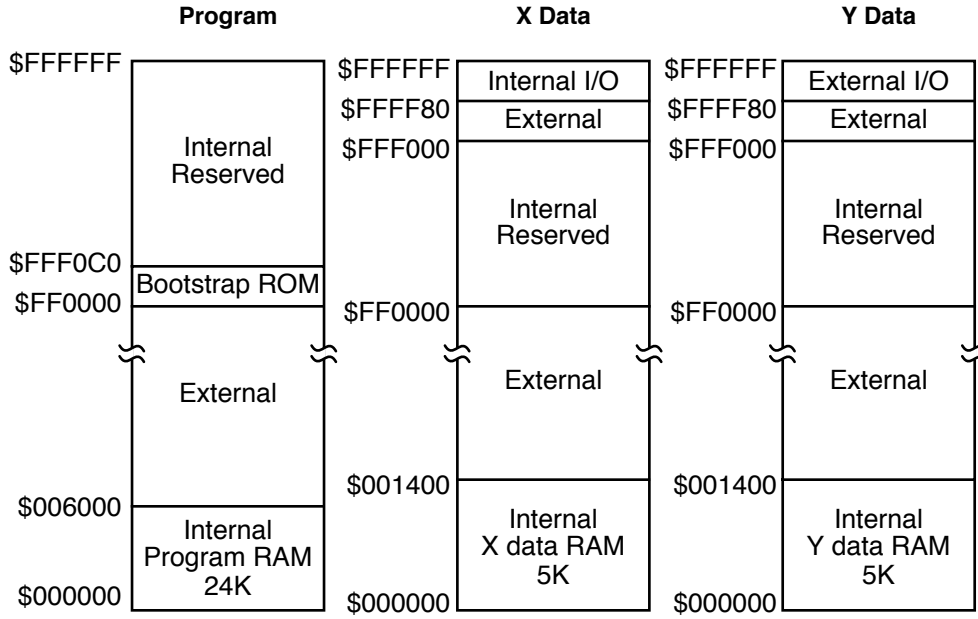 Program
$FFFFFF
Internal
Reserved
$FFF0C0
Bootstrap ROM
$FF0000
External
$006000
Internal
Program RAM
24K
$000000
X Data
$FFFFFF
Internal I/O
$FFFF80
External
$FFF000
Internal
Reserved
$FF0000
External
$001400
Internal
X data RAM
5K
$000000
Y Data
$FFFFFF
External I/O
$FFFF80
External
$FFF000
Internal
Reserved
$FF0000
External
$001400
Internal
Y data RAM
5K
$000000